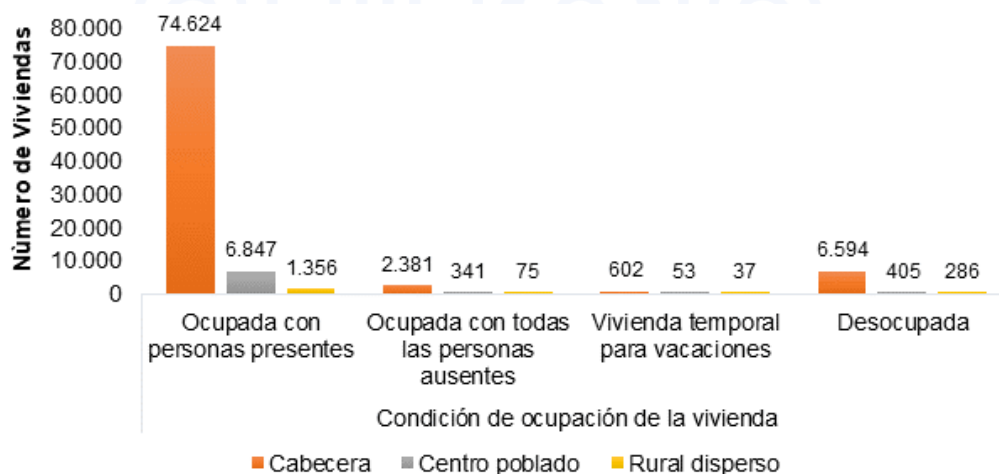 Nùmero de Viviendas
80.000
70.000
60.000
50.000
40.000
30.000
20.000
10.000
0
74.624
6.847
1.356
2.381
341
75
602
53
37
6.594
405
286
Ocupada con
personas presentes
Ocupada con todas
las personas
ausentes
Vivienda temporal
para vacaciones
Desocupada
Condición de ocupación de la vivienda
Cabecera
Centro poblado
Rural disperso